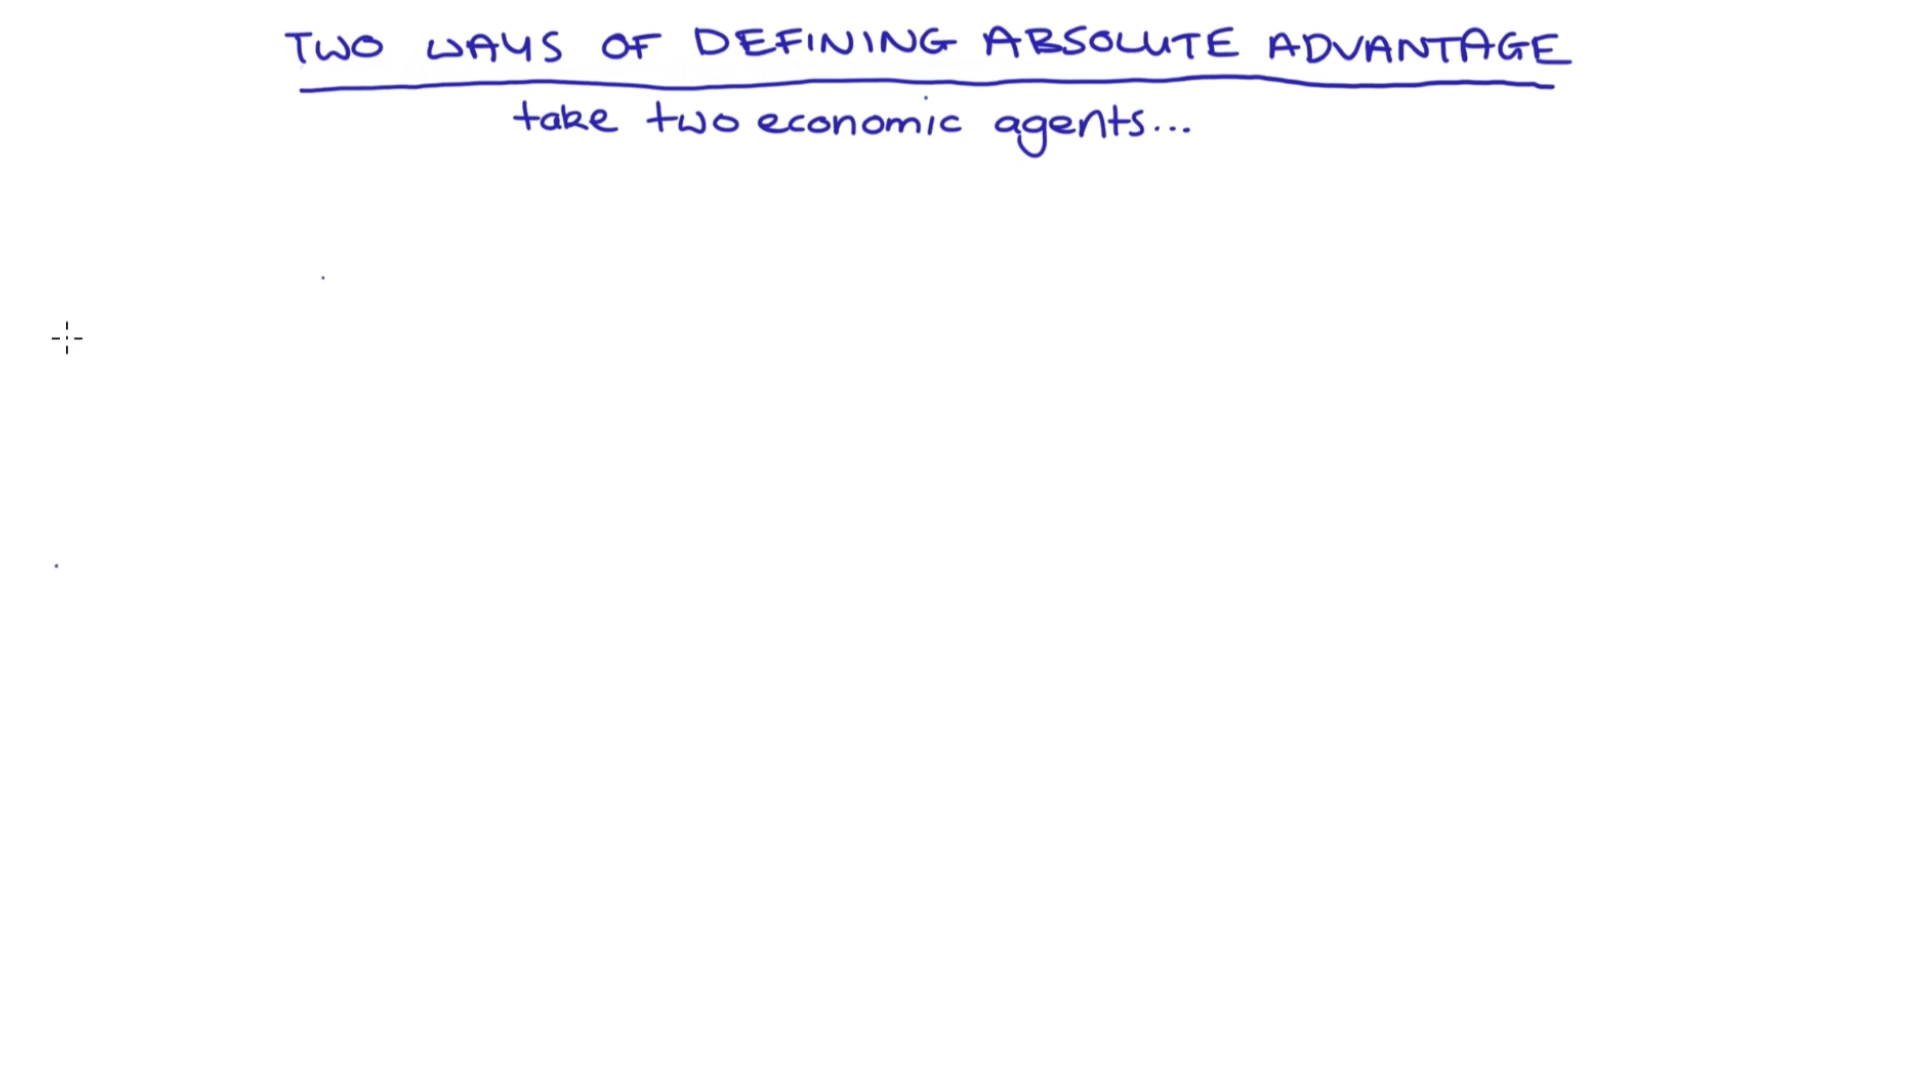 TWO WAYS OF DEFINING ABSOLUTE ADVANTAGE
take two economic agents...